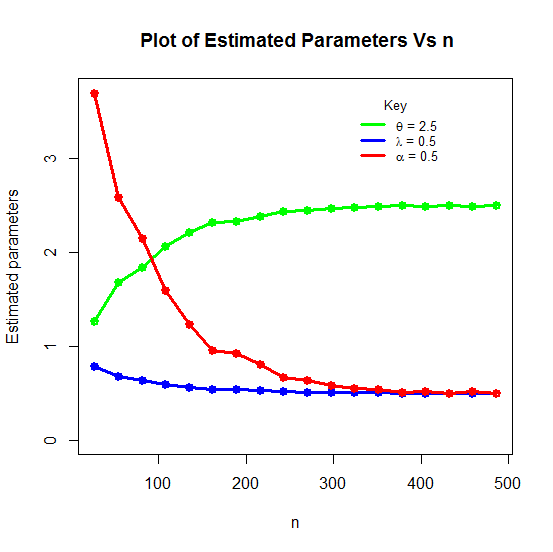 Plot of Estimated Parameters Vs n
Key
θ = 2.5
λ = 0.5
α = 0.5
Estimated parameters
3
2
1
0
100 200 300 400 500
n